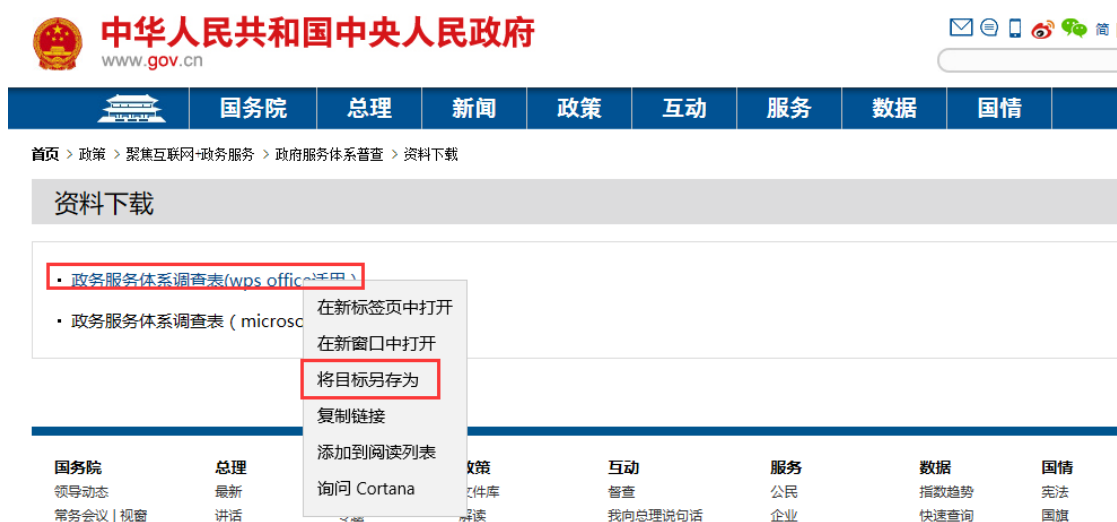 中华人民共和国中央人民政府
www.gov.cn
简
国务院 总理 新闻 政策 互动 服务 数据 国情
首页 > 政策 > 聚焦互联网+政务服务 > 政府服务体系普查 > 资料下载
资料下载
· 政务服务体系调查表(wps office适用)
· 政务服务体系调查表（microsc
在新标签页中打开
在新窗口中打开
将目标另存为
复制链接
添加到阅读列表
询问 Cortana
国务院 总理 政策 互动 服务 数据 国情
领导动态 最新 文件库 督查 公民 指数趋势 宪法
常务会议 | 视窗 讲话 专题 解读 我向总理说句话 企业 快速查询 国旗